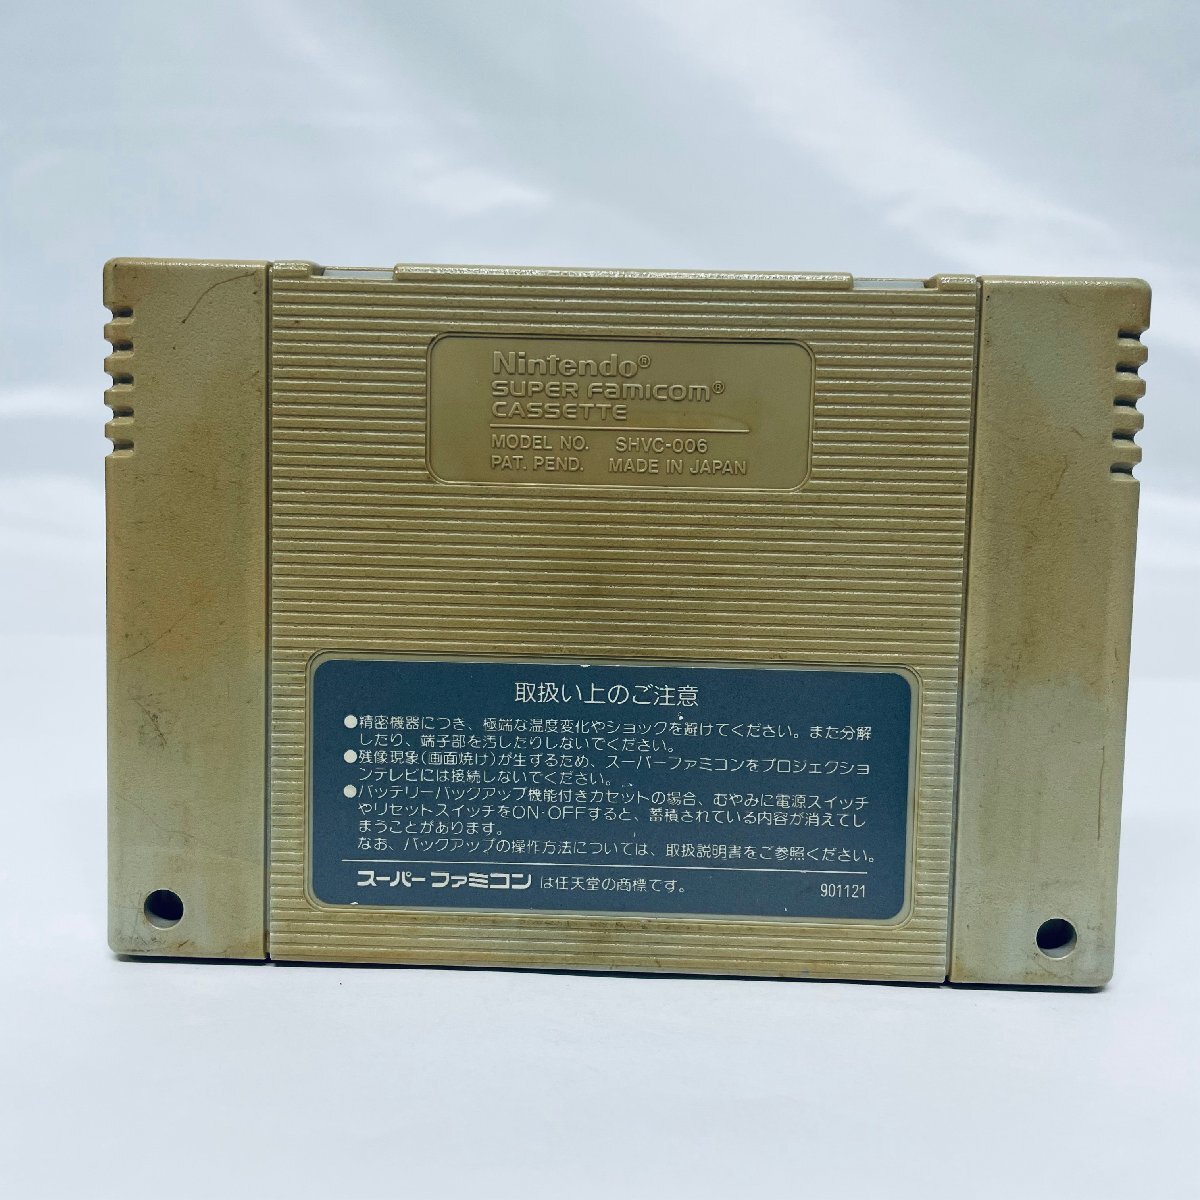 Nintendo®
SUPER FAMICOM®
CASSETTE
MODEL NO. SHVC-006
PAT. PEND. MADE IN JAPAN
取扱い上のご注意
●精密機器につき、極端な温度変化やショックを避けてください。また分解
したり、端子部を汚したりしないでください。
●残像現象(画面焼け)が生ずるため、スーパーファミコンをプロジェクショ
ンテレビには接続しないでください。
●バッテリーバックアップ機能付きカセットの場合、むやみに電源スイッチ
やリセットスイッチをON・OFFすると、蓄積されている内容が消えてし
まうことがあります。
なお、バックアップの操作方法については、取扱説明書をご参照ください。
スーパーファミコン は任天堂の商標です。 901121